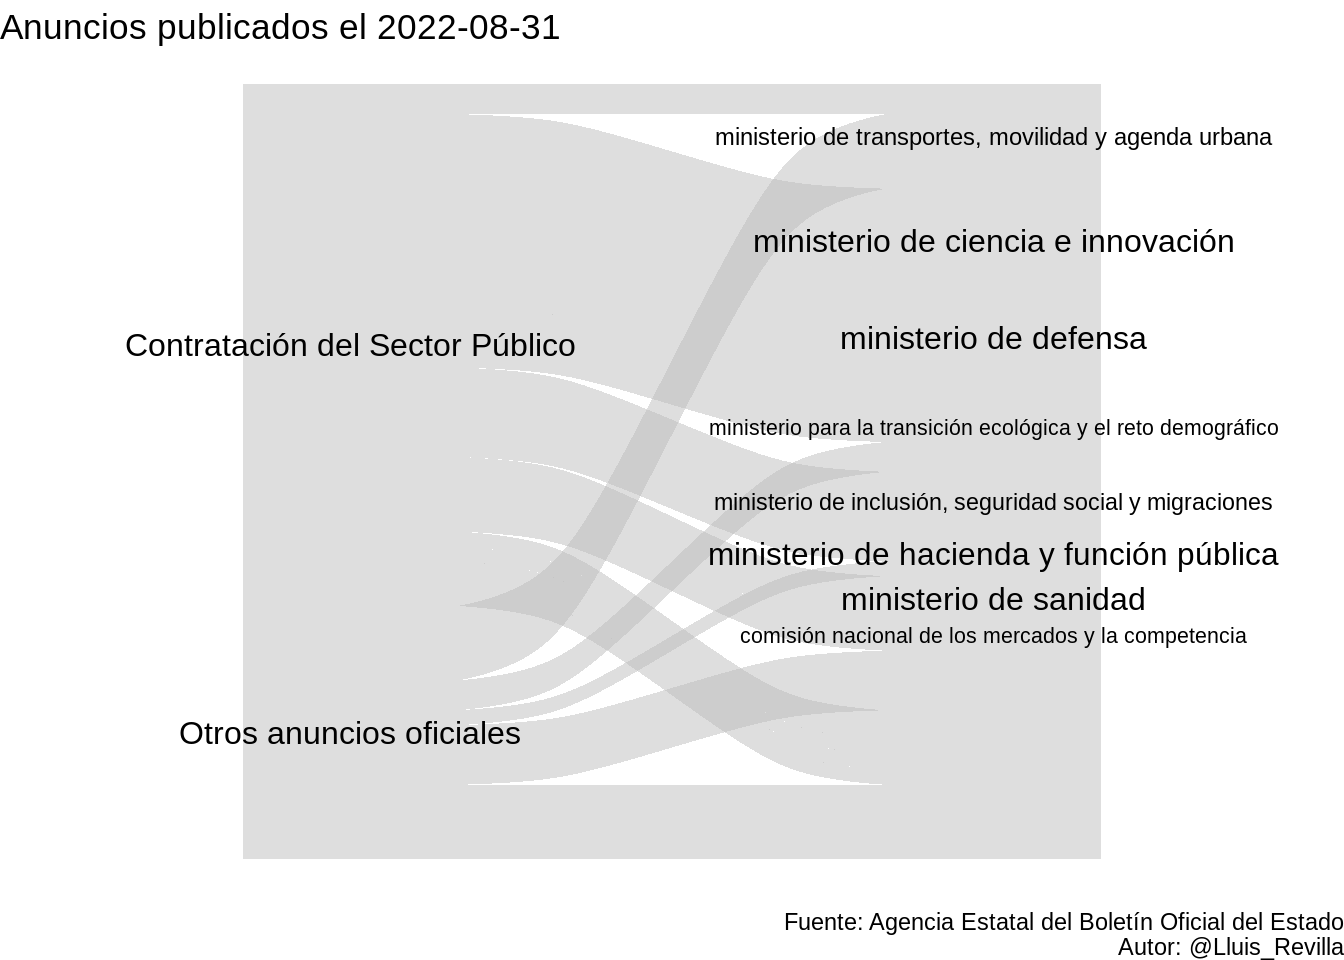 Anuncios publicados el 2022-08-31
ministerio de transportes, movilidad y agenda urbana
ministerio de ciencia e innovación
ministerio de defensa
Contratación del Sector Público
ministerio para la transición ecológica y el reto demográfico
ministerio de inclusión, seguridad social y migraciones
ministerio de hacienda y función pública
ministerio de sanidad
comisión nacional de los mercados y la competencia
Otros anuncios oficiales
Fuente: Agencia Estatal del Boletín Oficial del Estado
Autor: @Lluis_Revilla